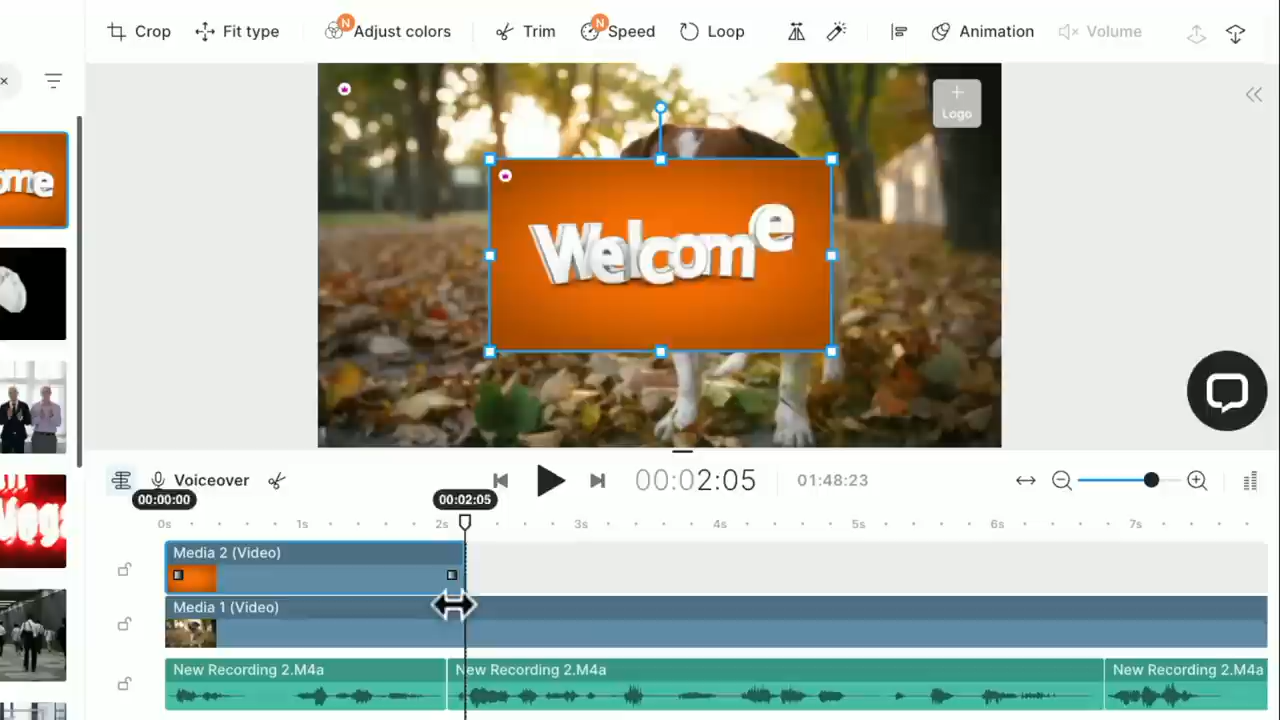 Crop
Fit type
N
Adjust colors
Trim
N
Speed
Loop
Animation
Volume
Logo
Welcome
Voiceover
00:02:05
01:48:23
00:00:00
00:02:05
0s
1s
2s
3s
4s
5s
6s
7s
Media 2 (Video)
Media 1 (Video)
New Recording 2.M4a
New Recording 2.M4a
New Recording 2.M4a